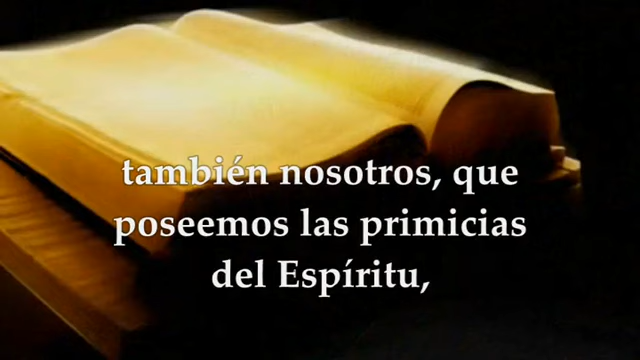 también nosotros, que
poseemos las primicias
del Espíritu,